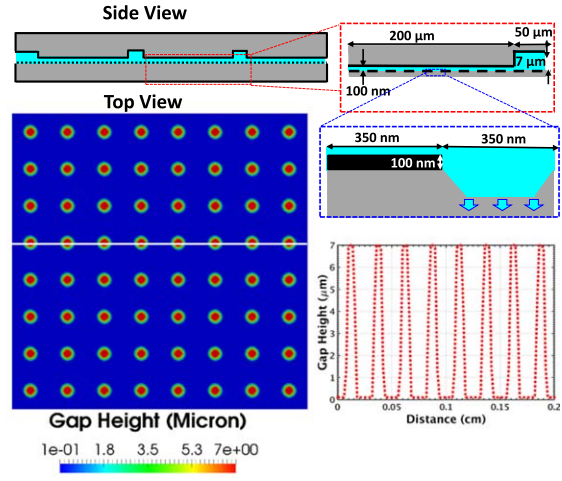 Side View
200 µm
50 µm
7 µm
100 nm
350 nm
350 nm
100 nm
Top View
Gap Height (Micron)
1e-01 1.8 3.5 5.3 7e+00
Gap Height (µm)
7
6
5
4
3
2
1
0
0 0.05 0.1 0.15 0.2
Distance (cm)